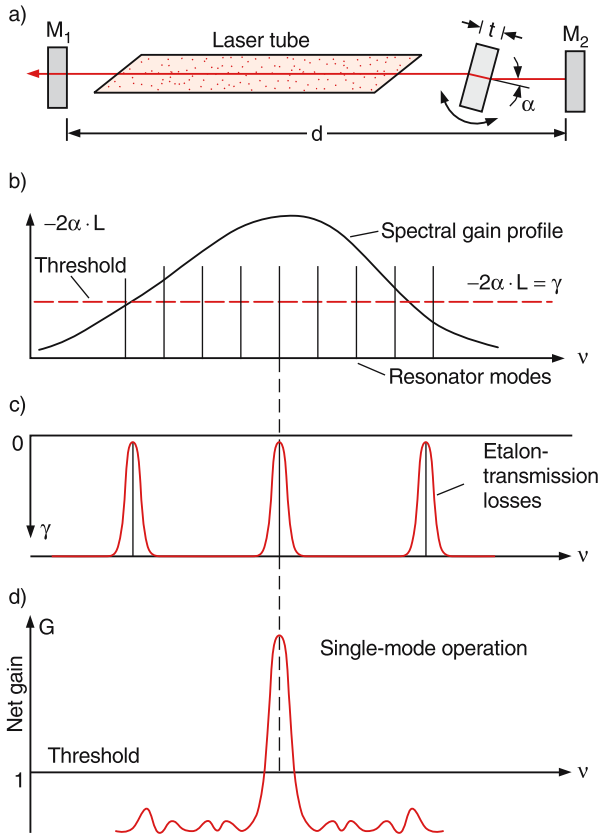 a)
M₁
Laser tube
t
M₂
α
d
b)
−2α · L
Spectral gain profile
Threshold
−2α · L = γ
ν
Resonator modes
c)
0
Etalon-
transmission
losses
γ
ν
d)
G
Single-mode operation
Net gain
Threshold
1
ν